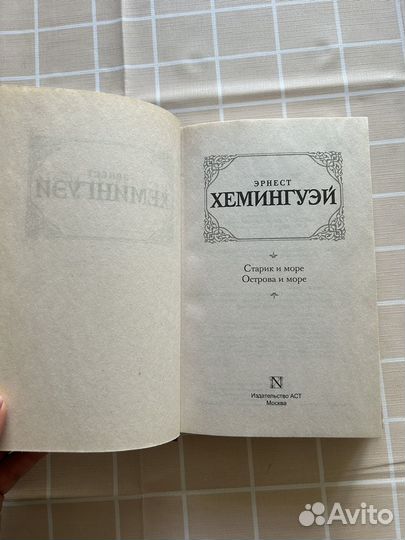 ЭРНЕСТ
ХЕМИНГУЭЙ
Старик и море
Острова и море
N
Издательство АСТ
Москва
Avito